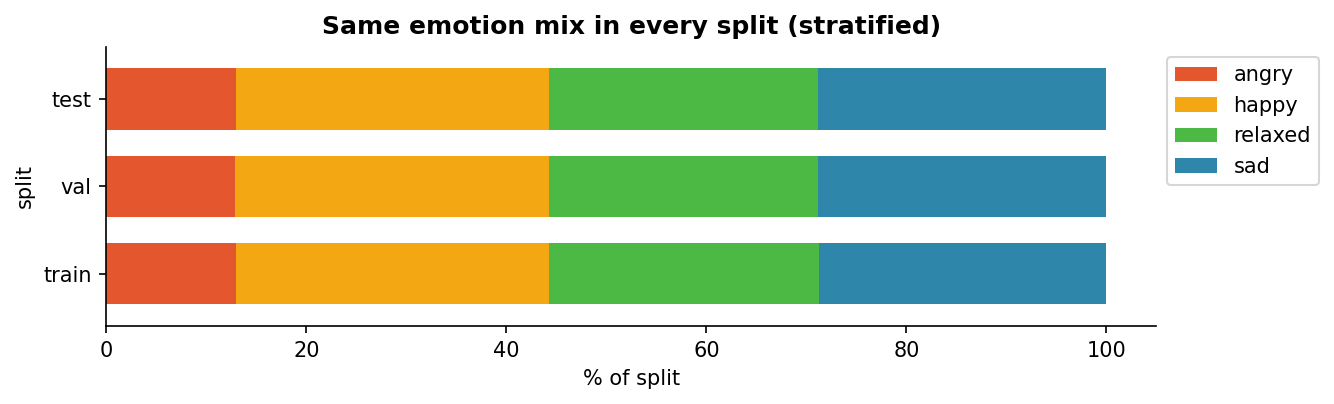 Same emotion mix in every split (stratified)
test
val
train
split
0 20 40 60 80 100
% of split
angry
happy
relaxed
sad